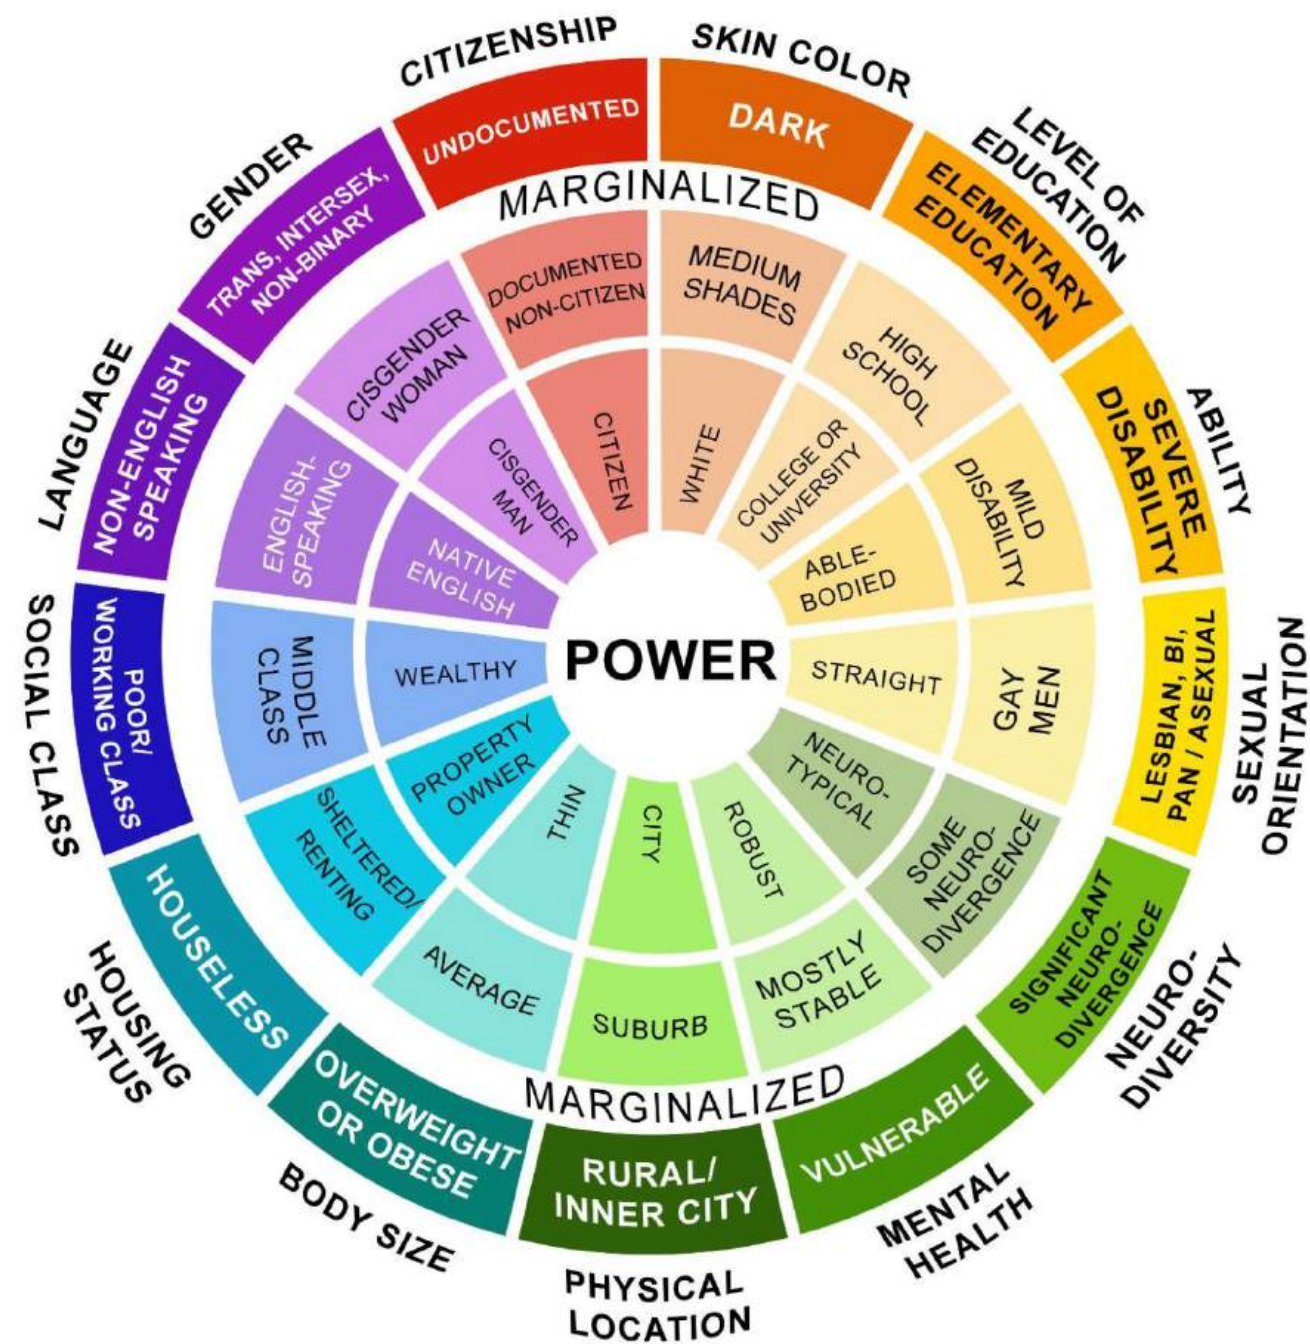 CITIZENSHIP
UNDOCUMENTED
DOCUMENTED
NON-CITIZEN
CITIZEN
SKIN COLOR
DARK
MEDIUM
SHADES
WHITE
LEVEL OF
EDUCATION
ELEMENTARY
EDUCATION
HIGH
SCHOOL
COLLEGE OR
UNIVERSITY
ABILITY
SEVERE
DISABILITY
MILD
DISABILITY
ABLE-
BODIED
SEXUAL
ORIENTATION
LESBIAN, BI,
PAN / ASEXUAL
GAY
MEN
STRAIGHT
NEURO-
DIVERSITY
SIGNIFICANT
NEURO-
DIVERGENCE
SOME
NEURO-
DIVERGENCE
NEURO-
TYPICAL
MENTAL
HEALTH
VULNERABLE
MOSTLY
STABLE
ROBUST
PHYSICAL
LOCATION
RURAL/
INNER CITY
SUBURB
CITY
BODY SIZE
OVERWEIGHT
OR OBESE
AVERAGE
THIN
HOUSING
STATUS
HOUSELESS
SHELTERED/
RENTING
PROPERTY
OWNER
SOCIAL CLASS
POOR/
WORKING CLASS
MIDDLE
CLASS
WEALTHY
LANGUAGE
NON-ENGLISH
SPEAKING
ENGLISH-
SPEAKING
NATIVE
ENGLISH
GENDER
TRANS, INTERSEX,
NON-BINARY
CISGENDER
WOMAN
CISGENDER
MAN
MARGINALIZED
POWER
MARGINALIZED